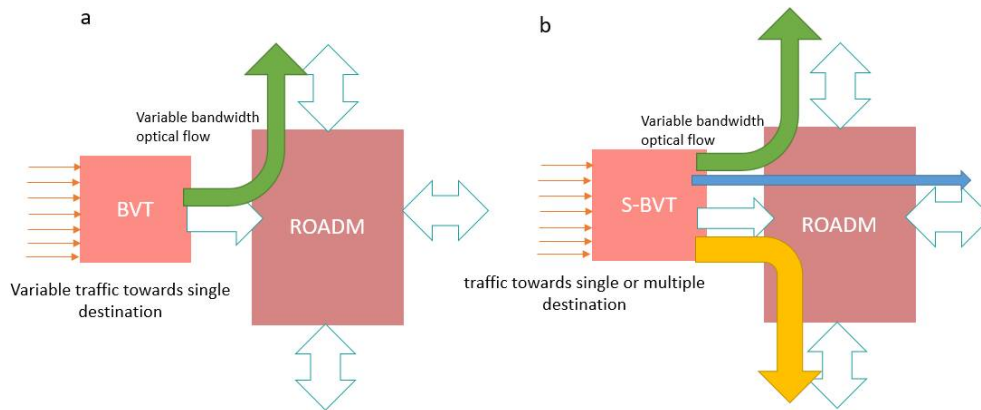 a
Variable bandwidth
optical flow
BVT
ROADM
Variable traffic towards single
destination
b
Variable bandwidth
optical flow
S-BVT
ROADM
traffic towards single or multiple
destination